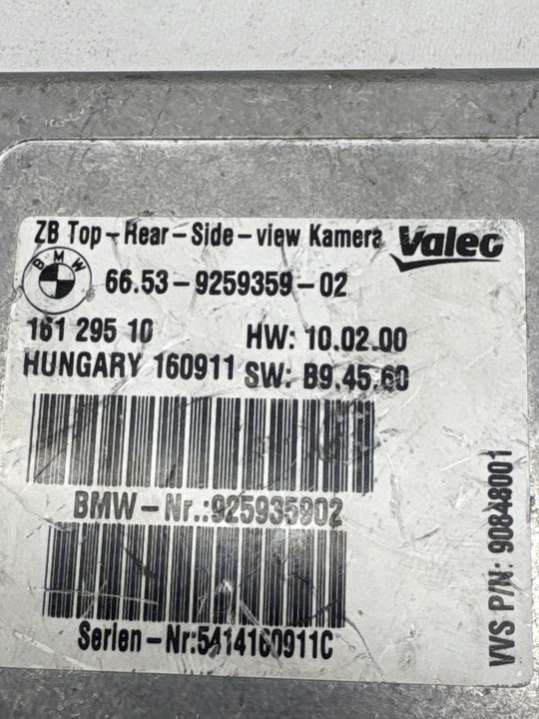 ZB Top-Rear-Side-view Kamera Valeo
BMW 66.53-9259359-02
161 295 10 HW: 10.02.00
HUNGARY 160911 SW: B9.45.60
BMW-Nr.:925935902
Serien-Nr:5414160911C
VVS P/N: 90848001